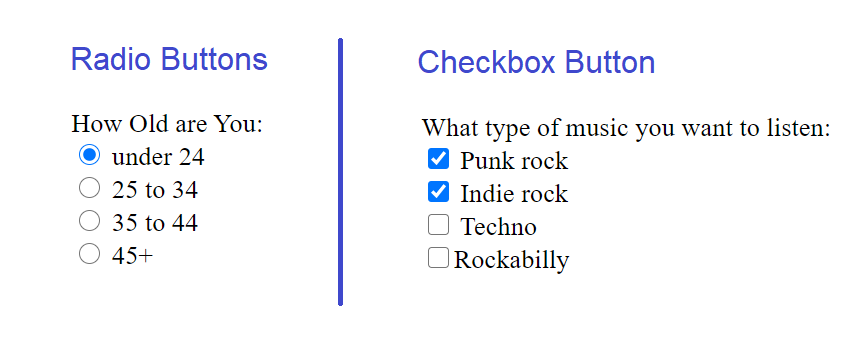 Radio Buttons
How Old are You:
under 24
25 to 34
35 to 44
45+
Checkbox Button
What type of music you want to listen:
Punk rock
Indie rock
Techno
Rockabilly